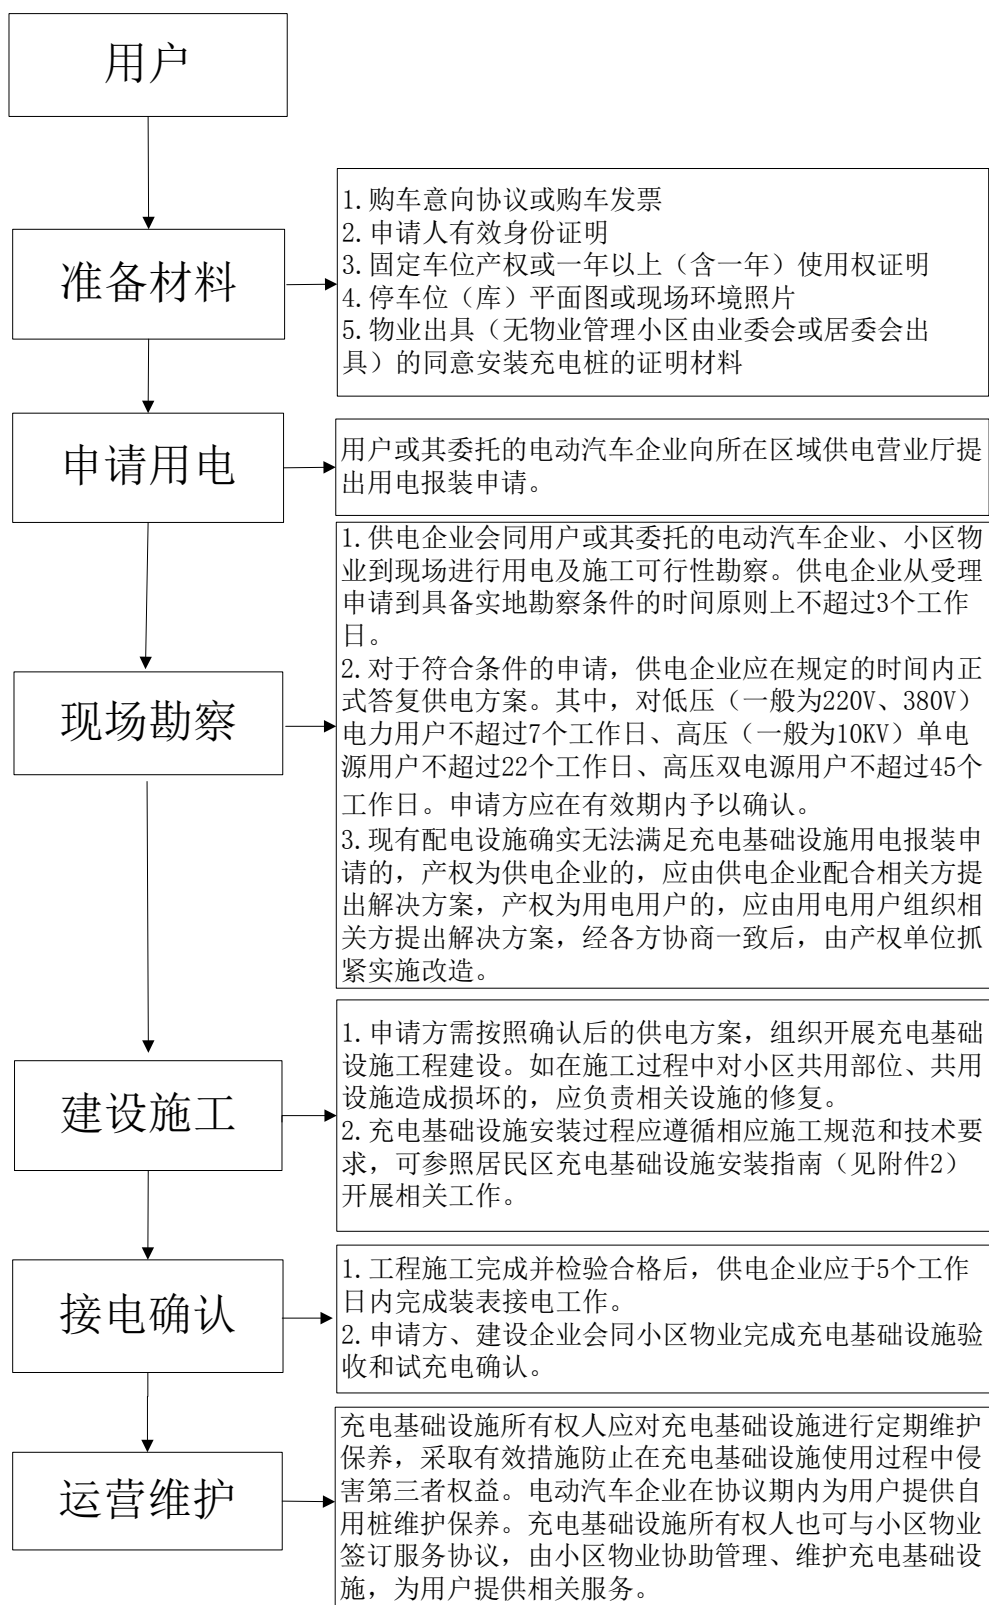 用户
准备材料
1.购车意向协议或购车发票
2.申请人有效身份证明
3.固定车位产权或一年以上（含一年）使用权证明
4.停车位（库）平面图或现场环境照片
5.物业出具（无物业管理小区由业委会或居委会出
具）的同意安装充电桩的证明材料
申请用电
用户或其委托的电动汽车企业向所在区域供电营业厅提
出用电报装申请。
现场勘察
1.供电企业会同用户或其委托的电动汽车企业、小区物
业到现场进行用电及施工可行性勘察。供电企业从受理
申请到具备实地勘察条件的时间原则上不超过3个工作
日。
2.对于符合条件的申请，供电企业应在规定的时间内正
式答复供电方案。其中，对低压（一般为220V、380V）
电力用户不超过7个工作日、高压（一般为10KV）单电
源用户不超过22个工作日、高压双电源用户不超过45个
工作日。申请方应在有效期内予以确认。
3.现有配电设施确实无法满足充电基础设施用电报装申
请的，产权为供电企业的，应由供电企业配合相关方提
出解决方案，产权为用电用户的，应由用电用户组织相
关方提出解决方案，经各方协商一致后，由产权单位抓
紧实施改造。
建设施工
1.申请方需按照确认后的供电方案，组织开展充电基础
设施工程建设。如在施工过程中对小区共用部位、共用
设施造成损坏的，应负责相关设施的修复。
2.充电基础设施安装过程应遵循相应施工规范和技术要
求，可参照居民区充电基础设施安装指南（见附件2）
开展相关工作。
接电确认
1.工程施工完成并检验合格后，供电企业应于5个工作
日内完成装表接电工作。
2.申请方、建设企业会同小区物业完成充电基础设施验
收和试充电确认。
运营维护
充电基础设施所有权人应对充电基础设施进行定期维护
保养，采取有效措施防止在充电基础设施使用过程中侵
害第三者权益。电动汽车企业在协议期内为用户提供自
用桩维护保养。充电基础设施所有权人也可与小区物业
签订服务协议，由小区物业协助管理、维护充电基础设
施，为用户提供相关服务。